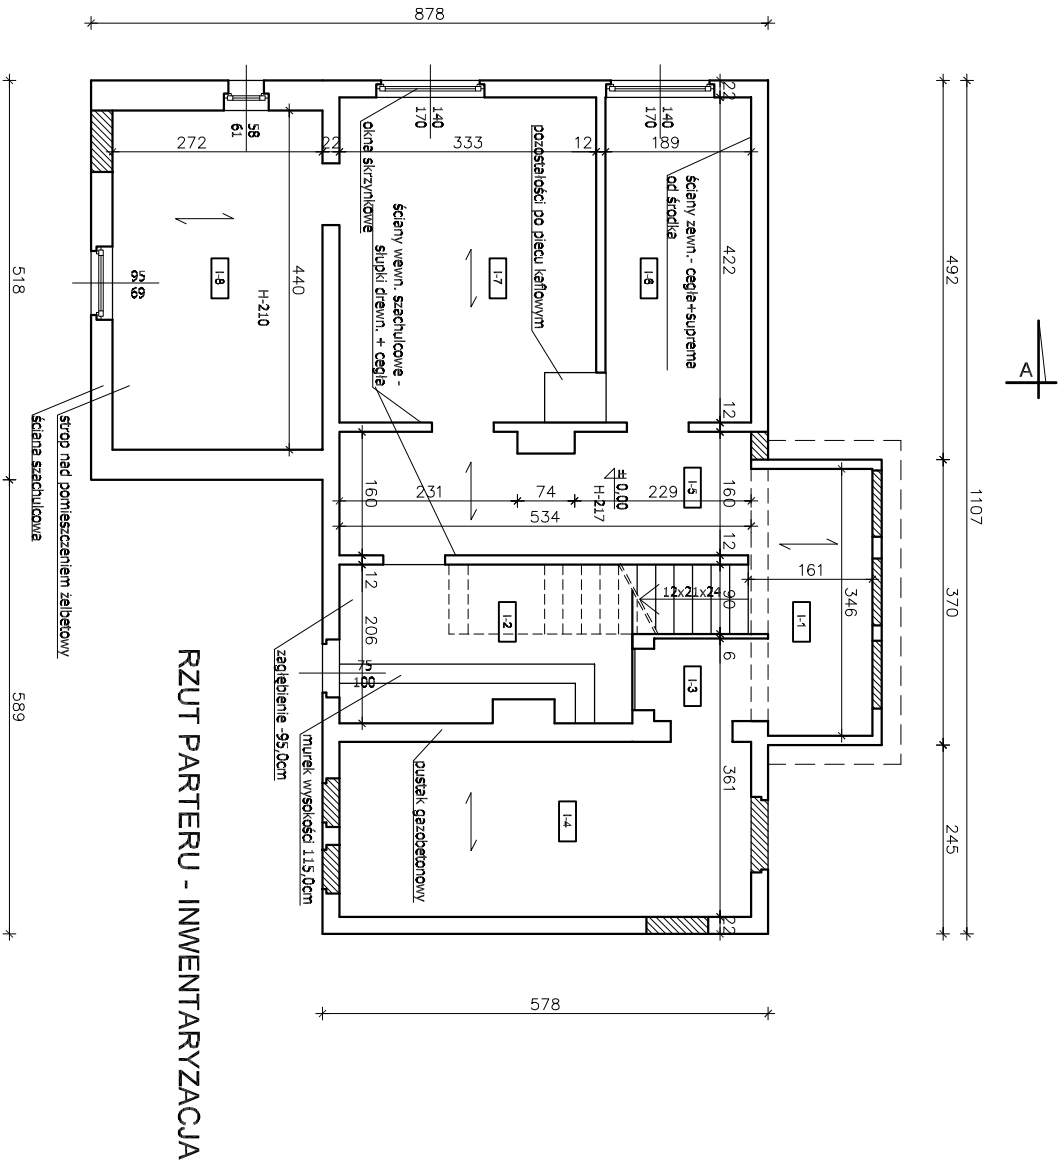 878
1107
492
370
245
518
589
578
A
22
140
170
140
170
58
61
272
22
333
12
189
okna skrzynkowe
pozostałości po piecu kaflowym
ściany zewn.- cegła+suprema
od środka
ściany wewn. szachulcowe -
słupki drewn. + cegła
I-8
I-7
I-6
440
H-210
422
95
69
12
strop nad pomieszczeniem żelbetowy
ściana szachulcowa
160
231
74
229
160
± 0,00
H-217
I-5
534
12
12
161
346
I-1
12x21x24
90
I-2
206
6
I-3
75
100
zagłębienie -95,0cm
murek wysokości 115,0cm
pustak gazobetonowy
361
I-4
22
RZUT PARTERU - INWENTARYZACJA